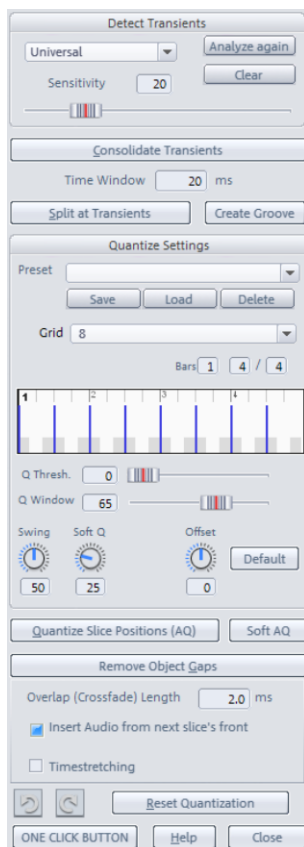 Detect Transients
Universal
Analyze again
Sensitivity 20
Clear
Consolidate Transients
Time Window 20 ms
Split at Transients Create Groove
Quantize Settings
Preset
Save Load Delete
Grid 8
Bars 1 4 / 4
1 2 3 4
Q Thresh. 0
Q Window 65
Swing Soft Q Offset
Default
50 25 0
Quantize Slice Positions (AQ) Soft AQ
Remove Object Gaps
Overlap (Crossfade) Length 2.0 ms
Insert Audio from next slice's front
Timestretching
Reset Quantization
ONE CLICK BUTTON Help Close